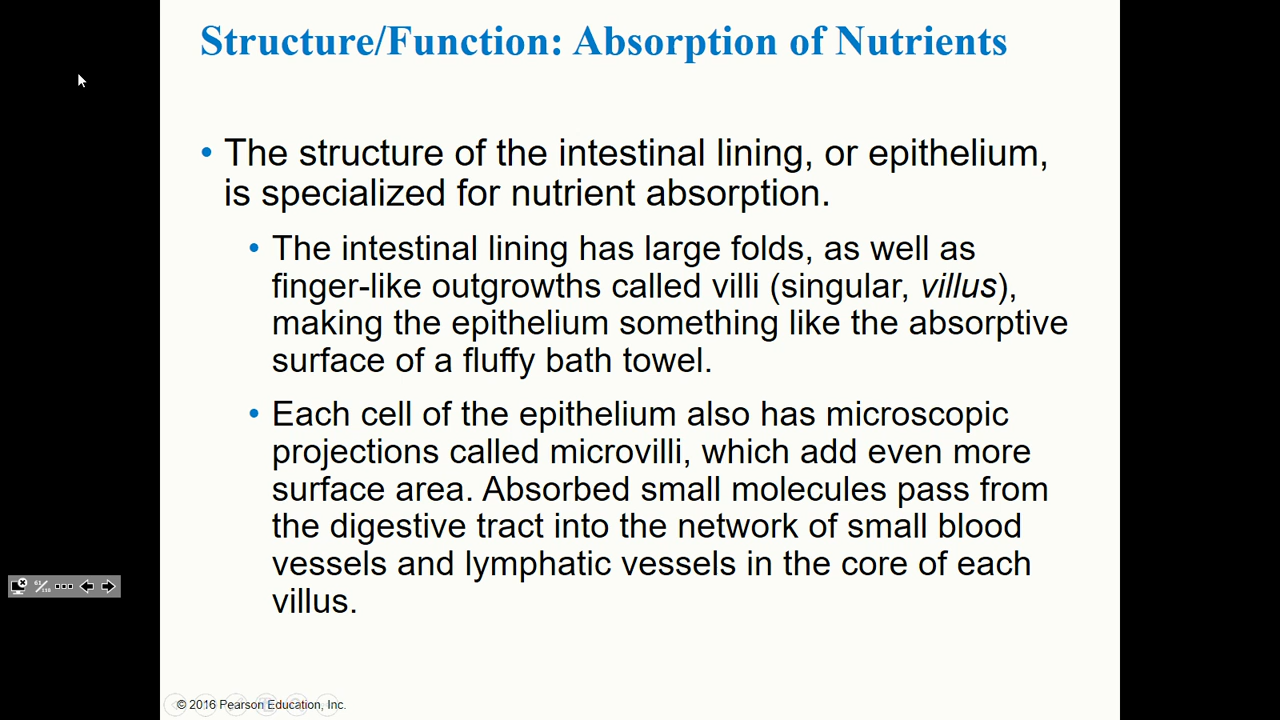 Structure/Function: Absorption of Nutrients
• The structure of the intestinal lining, or epithelium,
is specialized for nutrient absorption.
• The intestinal lining has large folds, as well as
finger-like outgrowths called villi (singular, villus),
making the epithelium something like the absorptive
surface of a fluffy bath towel.
• Each cell of the epithelium also has microscopic
projections called microvilli, which add even more
surface area. Absorbed small molecules pass from
the digestive tract into the network of small blood
vessels and lymphatic vessels in the core of each
villus.
61/110
© 2016 Pearson Education, Inc.